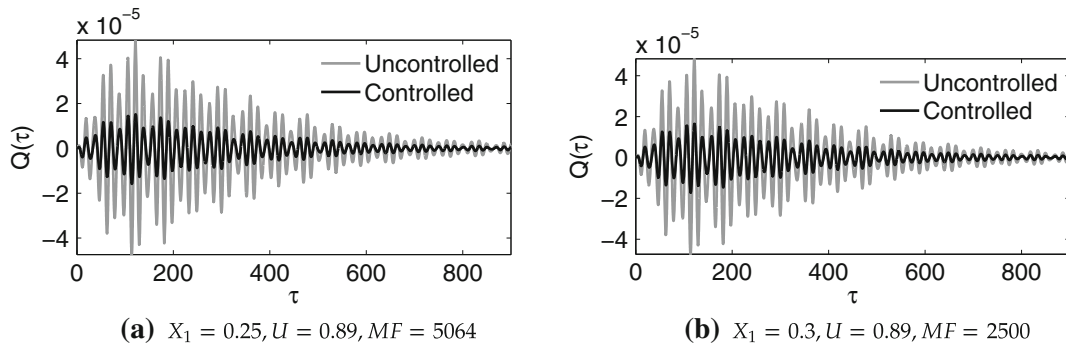 x 10⁻⁵
4
2
0
−2
−4
Q(τ)
Uncontrolled
Controlled
0 200 400 600 800
τ
(a) X₁ = 0.25, U = 0.89, MF = 5064
x 10⁻⁵
4
2
0
−2
−4
Q(τ)
Uncontrolled
Controlled
0 200 400 600 800
τ
(b) X₁ = 0.3, U = 0.89, MF = 2500